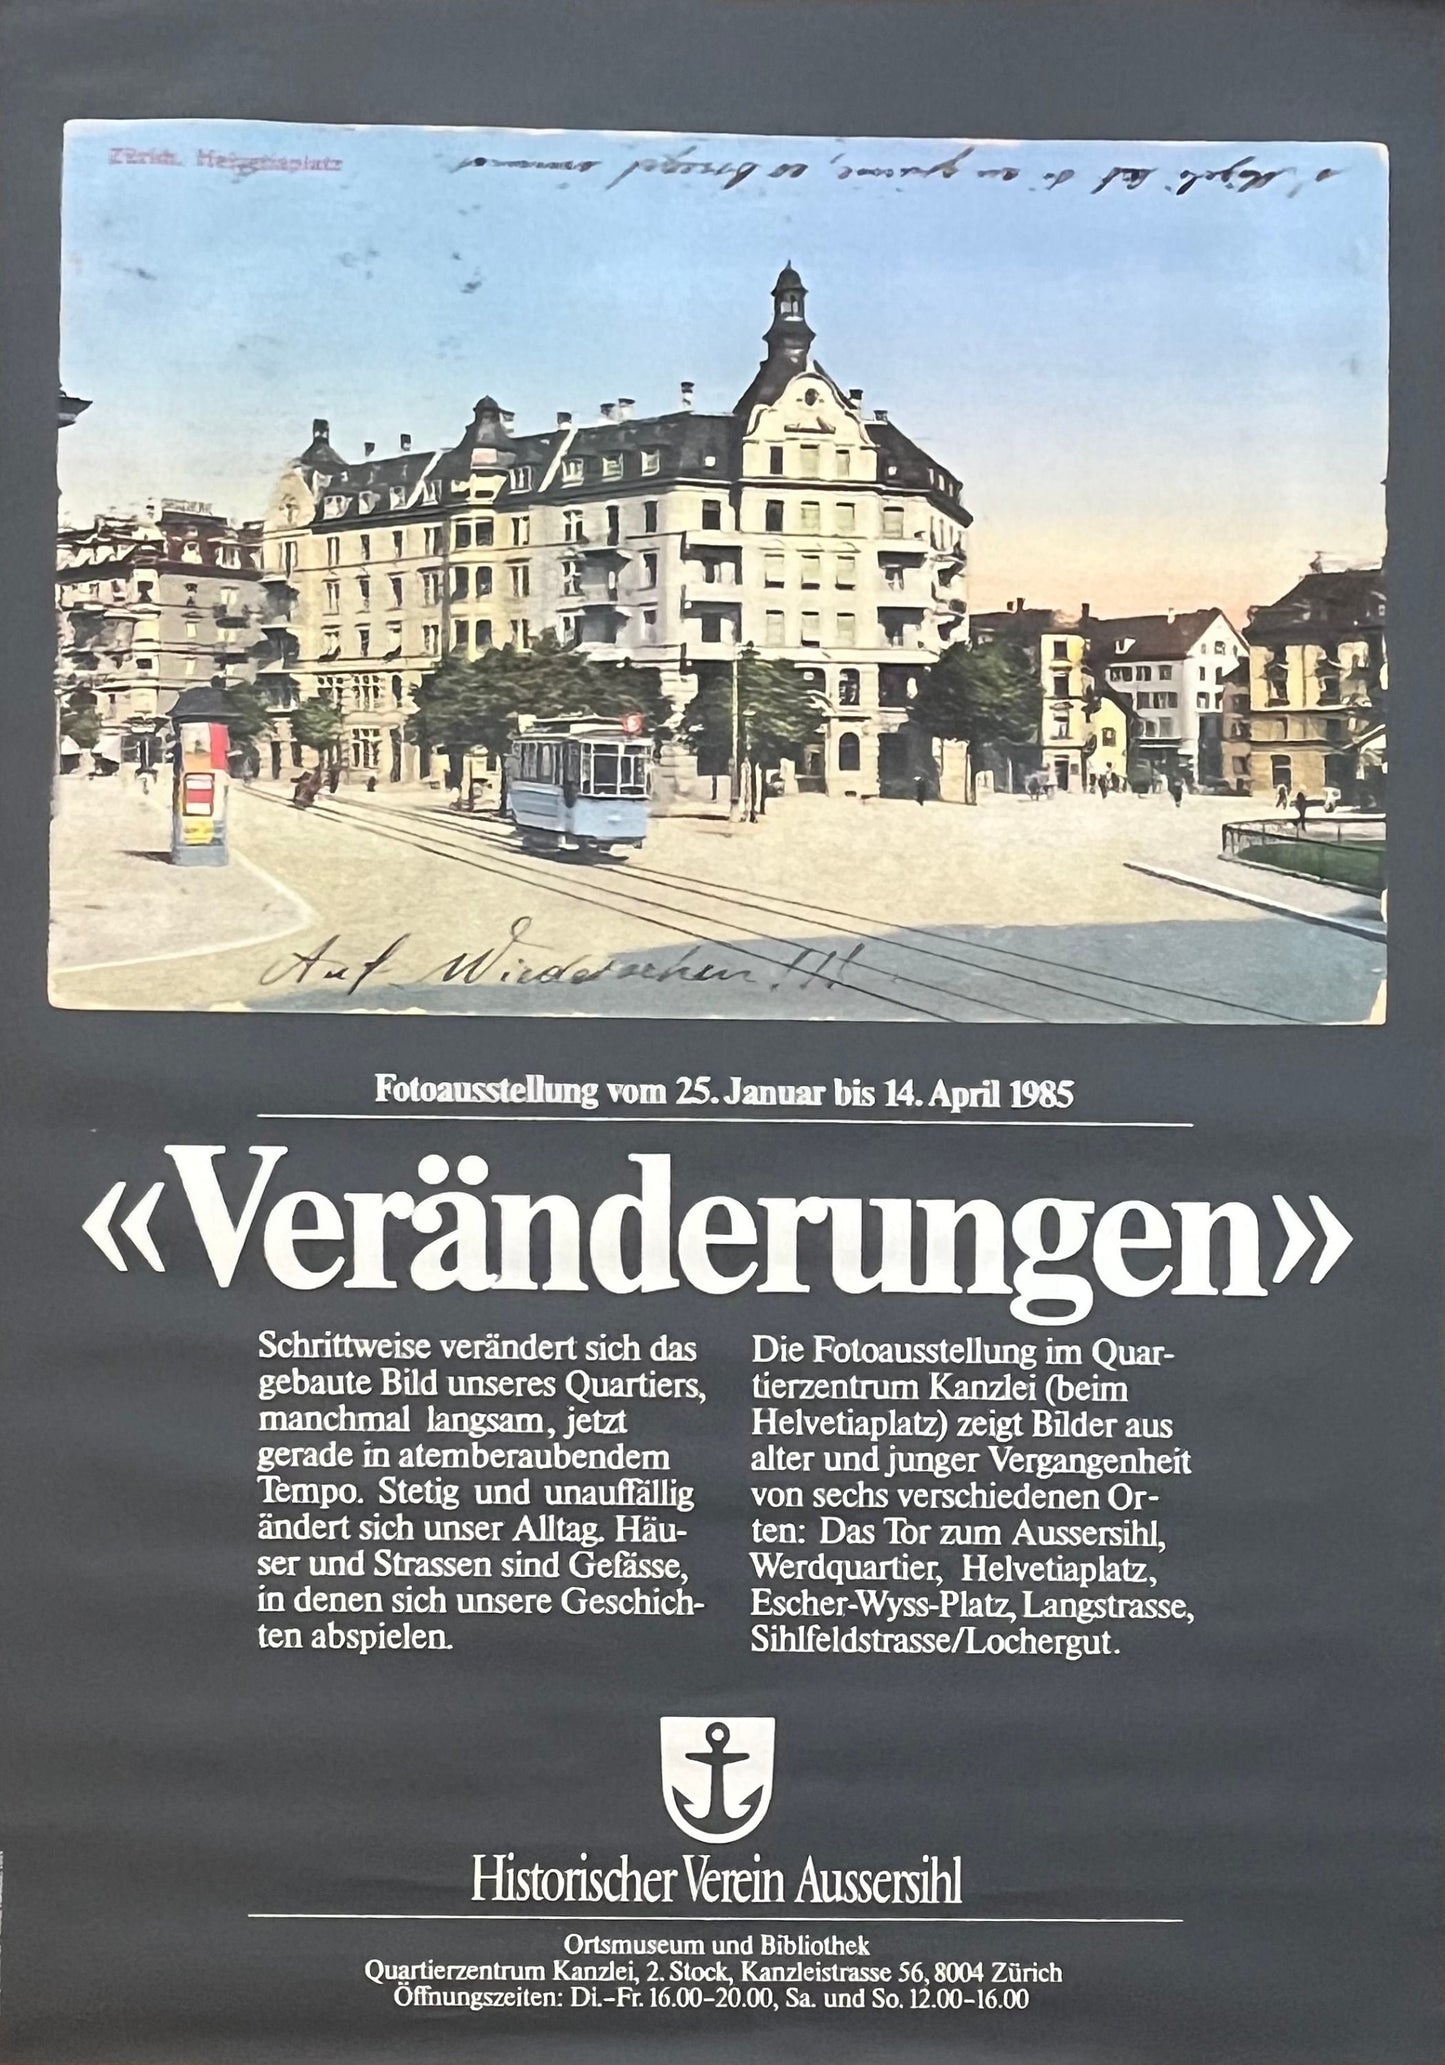 Zürich. Helvetiaplatz
Auf Wiedersehen!!!
Fotoausstellung vom 25. Januar bis 14. April 1985
«Veränderungen»
Schrittweise verändert sich das
gebaute Bild unseres Quartiers,
manchmal langsam, jetzt
gerade in atemberaubendem
Tempo. Stetig und unauffällig
ändert sich unser Alltag. Häu-
ser und Strassen sind Gefässe,
in denen sich unsere Geschich-
ten abspielen.
Die Fotoausstellung im Quar-
tierzentrum Kanzlei (beim
Helvetiaplatz) zeigt Bilder aus
alter und junger Vergangenheit
von sechs verschiedenen Or-
ten: Das Tor zum Aussersihl,
Werdquartier, Helvetiaplatz,
Escher-Wyss-Platz, Langstrasse,
Sihlfeldstrasse/Lochergut.
Historischer Verein Aussersihl
Ortsmuseum und Bibliothek
Quartierzentrum Kanzlei, 2. Stock, Kanzleistrasse 56, 8004 Zürich
Öffnungszeiten: Di.–Fr. 16.00–20.00, Sa. und So. 12.00–16.00